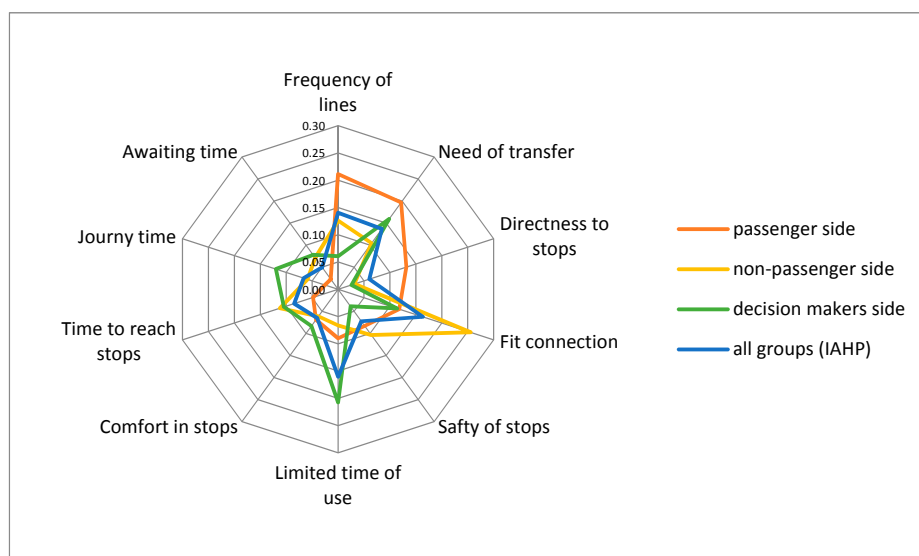 Frequency of
lines
0.30
0.25
0.20
0.15
0.10
0.05
0.00
Need of transfer
Directness to
stops
Fit connection
Safty of stops
Limited time of
use
Comfort in stops
Time to reach
stops
Journy time
Awaiting time
passenger side
non-passenger side
decision makers side
all groups (IAHP)